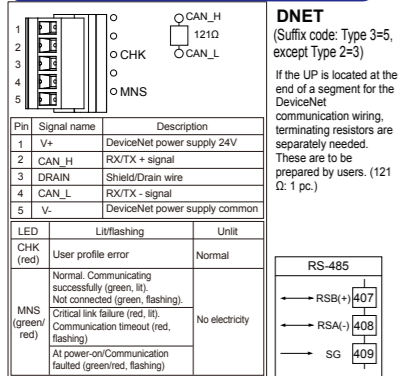 1
2
3
4
5
CHK
MNS
CAN_H
121Ω
CAN_L
DNET
(Suffix code: Type 3=5,
except Type 2=3)
If the UP is located at the
end of a segment for the
DeviceNet
communication wiring,
terminating resistors are
separately needed.
These are to be
prepared by users. (121
Ω: 1 pc.)
Pin Signal name Description
1 V+ DeviceNet power supply 24V
2 CAN_H RX/TX + signal
3 DRAIN Shield/Drain wire
4 CAN_L RX/TX - signal
5 V- DeviceNet power supply common
LED Lit/flashing Unlit
CHK
(red)
User profile error
Normal
MNS
(green/
red)
Normal. Communicating
successfully (green, lit).
Not connected (green, flashing).
Critical link failure (red, lit).
Communication timeout (red,
flashing)
At power-on/Communication
faulted (green/red, flashing)
No electricity
RS-485
RSB(+) 407
RSA(-) 408
SG 409